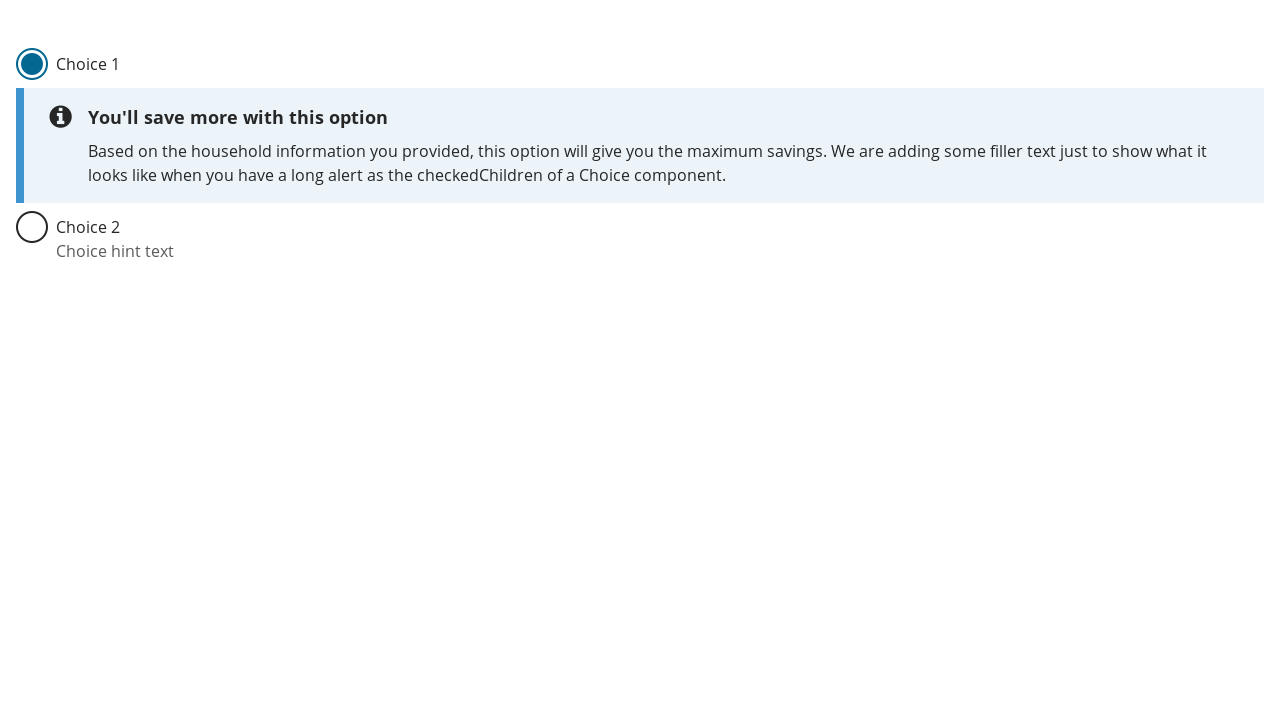 Choice 1
You'll save more with this option
Based on the household information you provided, this option will give you the maximum savings. We are adding some filler text just to show what it
looks like when you have a long alert as the checkedChildren of a Choice component.
Choice 2
Choice hint text